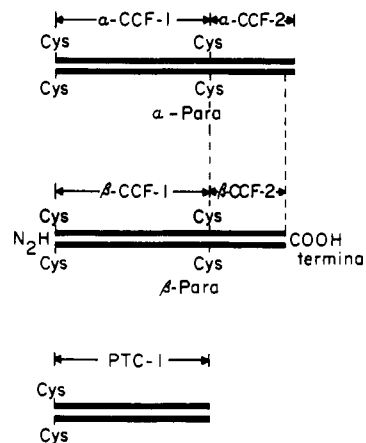 α-CCF-1 α-CCF-2
Cys Cys
Cys Cys
α-Para
β-CCF-1 β-CCF-2
Cys Cys
N₂H COOH
Cys Cys termina
β-Para
PTC-1
Cys
Cys